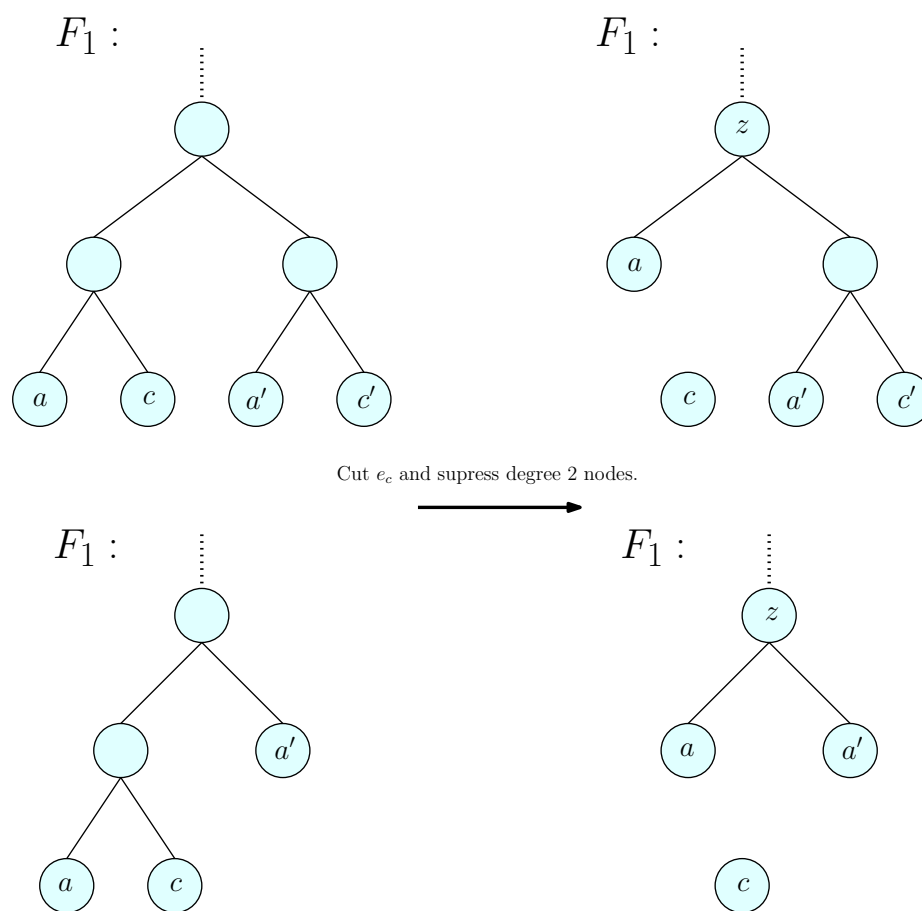 F₁ :
F₁ :
z
a
a c a′ c′
c a′ c′
Cut e_c and supress degree 2 nodes.
F₁ :
F₁ :
z
a′
a a′
a c
c